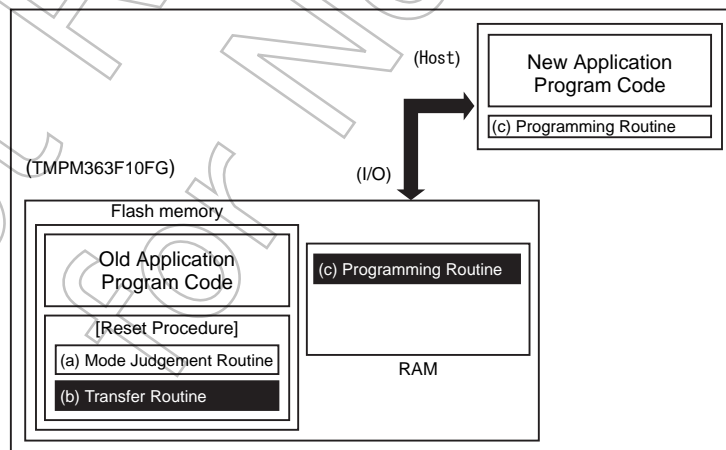 (Host)
New Application
Program Code
(c) Programming Routine
(TMPM363F10FG)
(I/O)
Flash memory
Old Application
Program Code
(c) Programming Routine
[Reset Procedure]
(a) Mode Judgement Routine
RAM
(b) Transfer Routine